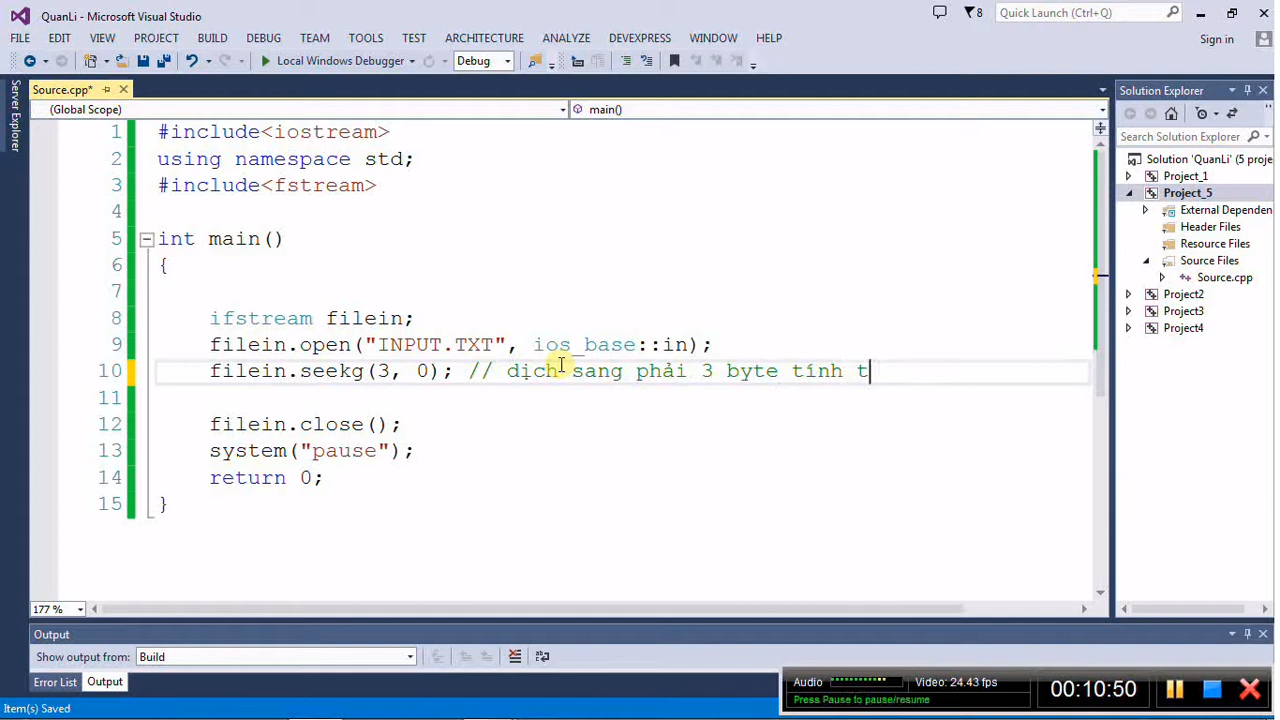 QuanLi - Microsoft Visual Studio
8
Quick Launch (Ctrl+Q)
FILE EDIT VIEW PROJECT BUILD DEBUG TEAM TOOLS TEST ARCHITECTURE ANALYZE DEVEXPRESS WINDOW HELP
Sign in
Local Windows Debugger
Debug
Server Explorer
Source.cpp*
(Global Scope)
main()
1 #include<iostream>
2 using namespace std;
3 #include<fstream>
4
5 int main()
6 {
7
8 ifstream filein;
9 filein.open("INPUT.TXT", ios_base::in);
10 filein.seekg(3, 0); // dịch sang phải 3 byte tính t
11
12 filein.close();
13 system("pause");
14 return 0;
15 }
177 %
Solution Explorer
Search Solution Explorer
Solution 'QuanLi' (5 proje
Project_1
Project_5
External Dependen
Header Files
Resource Files
Source Files
Source.cpp
Project2
Project3
Project4
Output
Show output from: Build
Error List Output
Item(s) Saved
Audio
Video: 24.43 fps
Press Pause to pause/resume
00:10:50